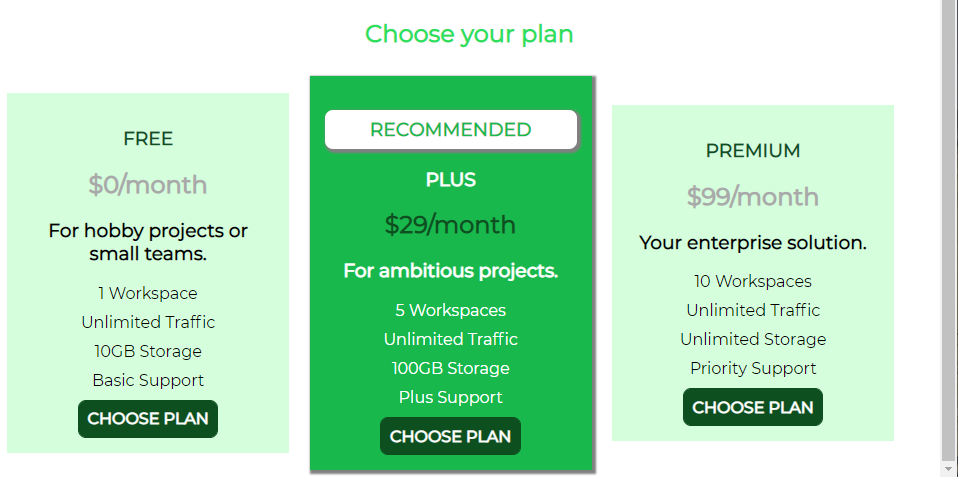 Choose your plan
FREE
$0/month
For hobby projects or
small teams.
1 Workspace
Unlimited Traffic
10GB Storage
Basic Support
CHOOSE PLAN
RECOMMENDED
PLUS
$29/month
For ambitious projects.
5 Workspaces
Unlimited Traffic
100GB Storage
Plus Support
CHOOSE PLAN
PREMIUM
$99/month
Your enterprise solution.
10 Workspaces
Unlimited Traffic
Unlimited Storage
Priority Support
CHOOSE PLAN